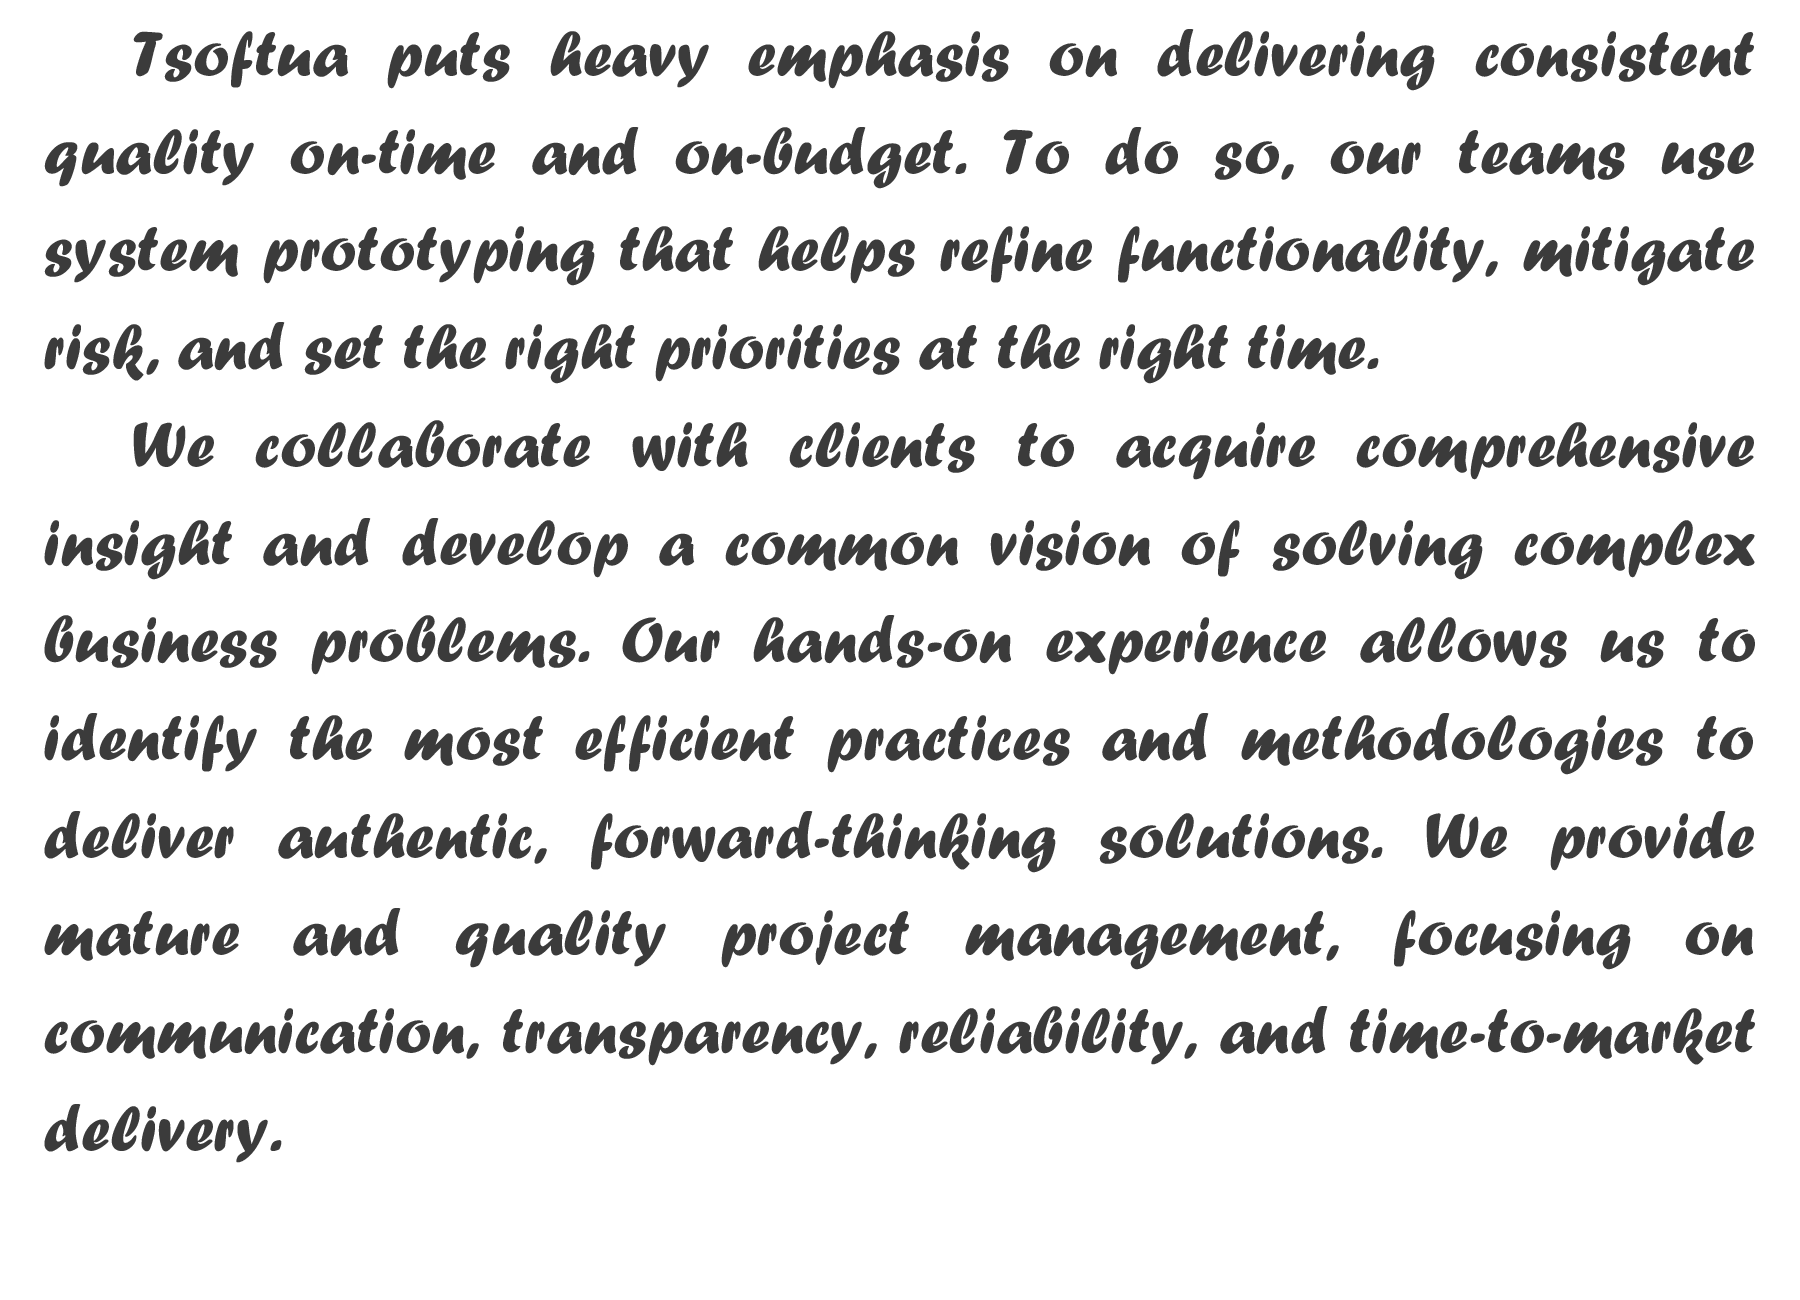 Tsoftua puts heavy emphasis on delivering consistent
quality on-time and on-budget. To do so, our teams use
system prototyping that helps refine functionality, mitigate
risk, and set the right priorities at the right time.
We collaborate with clients to acquire comprehensive
insight and develop a common vision of solving complex
business problems. Our hands-on experience allows us to
identify the most efficient practices and methodologies to
deliver authentic, forward-thinking solutions. We provide
mature and quality project management, focusing on
communication, transparency, reliability, and time-to-market
delivery.